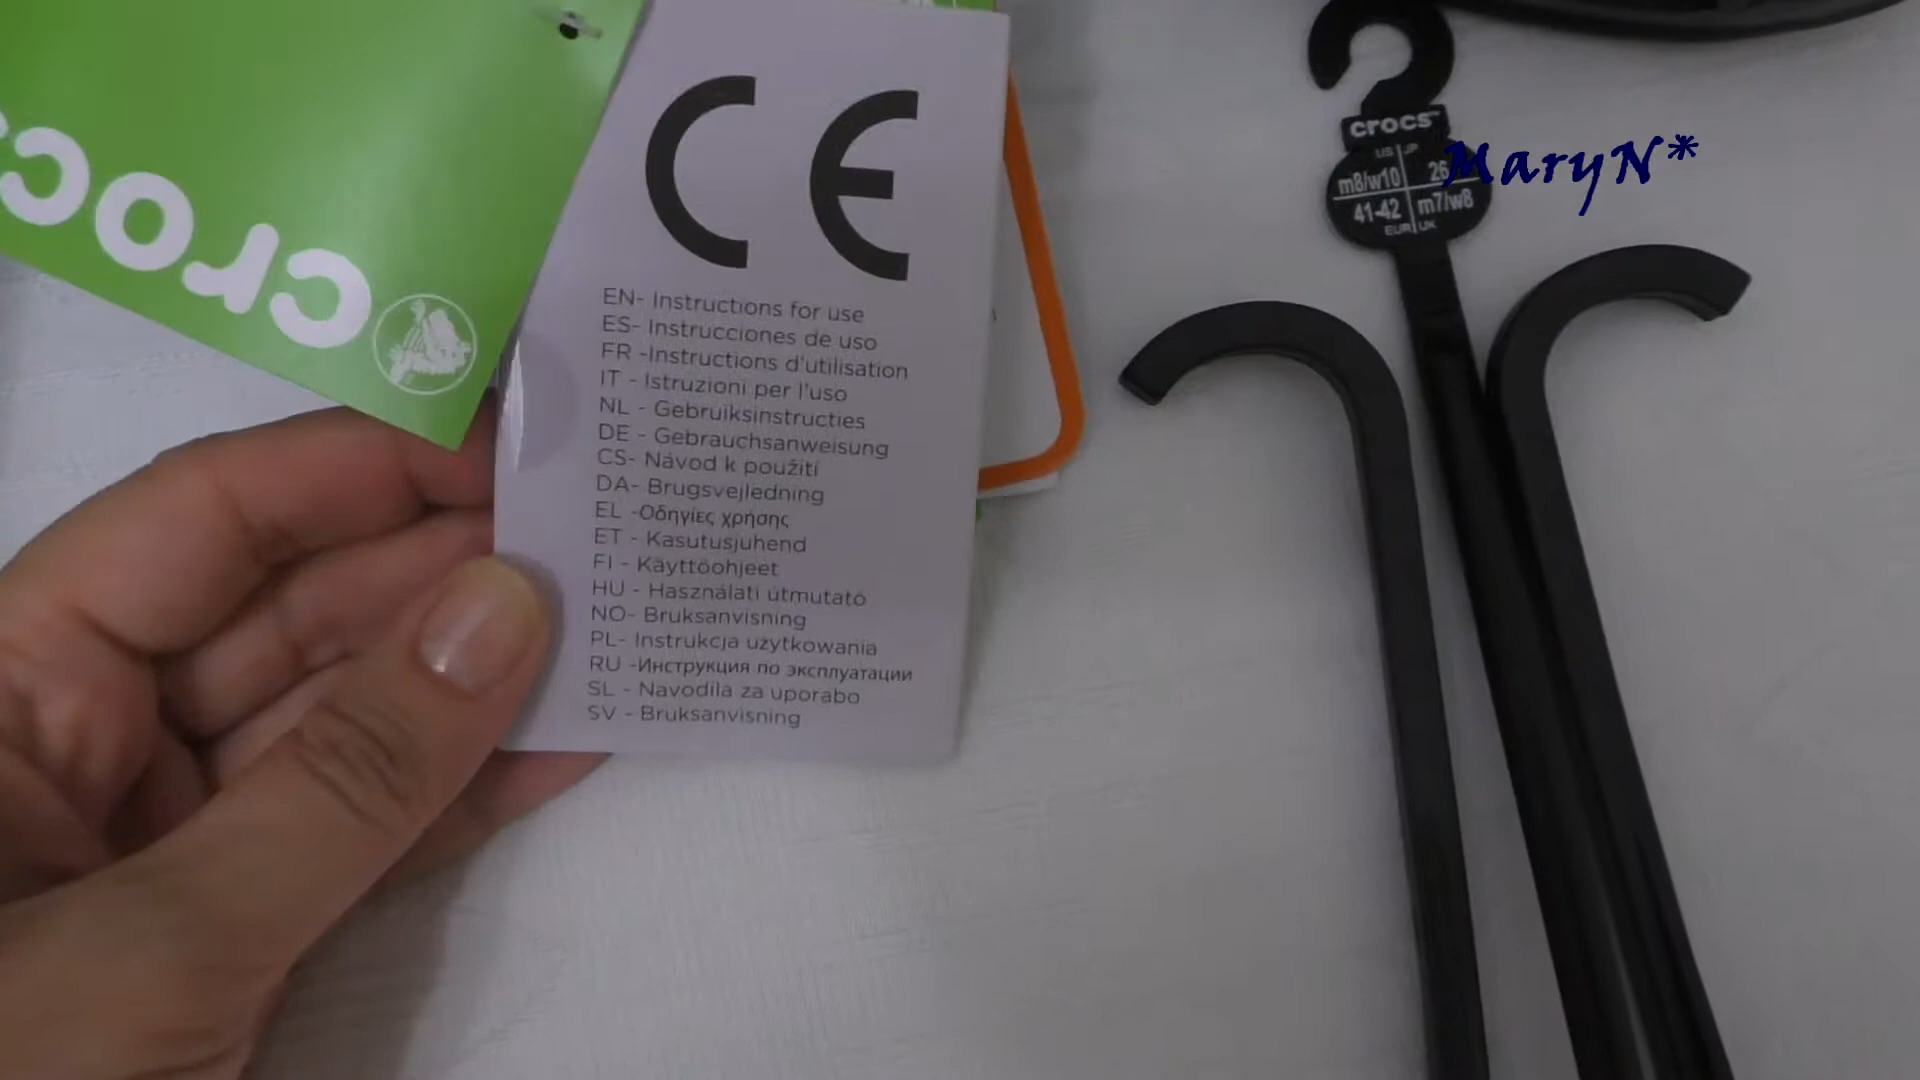 crocs
CE
EN- Instructions for use
ES- Instrucciones de uso
FR -Instructions d'utilisation
IT - Istruzioni per l'uso
NL - Gebruiksinstructies
DE - Gebrauchsanweisung
CS- Návod k použití
DA- Brugsvejledning
EL -Οδηγίες χρήσης
ET - Kasutusjuhend
FI - Käyttöohjeet
HU - Használati útmutató
NO- Bruksanvisning
PL- Instrukcja użytkowania
RU -Инструкция по эксплуатации
SL - Navodila za uporabo
SV - Bruksanvisning
crocs™
US JP
m8/w10 26
41-42 m7/w8
EUR UK
MaryN*